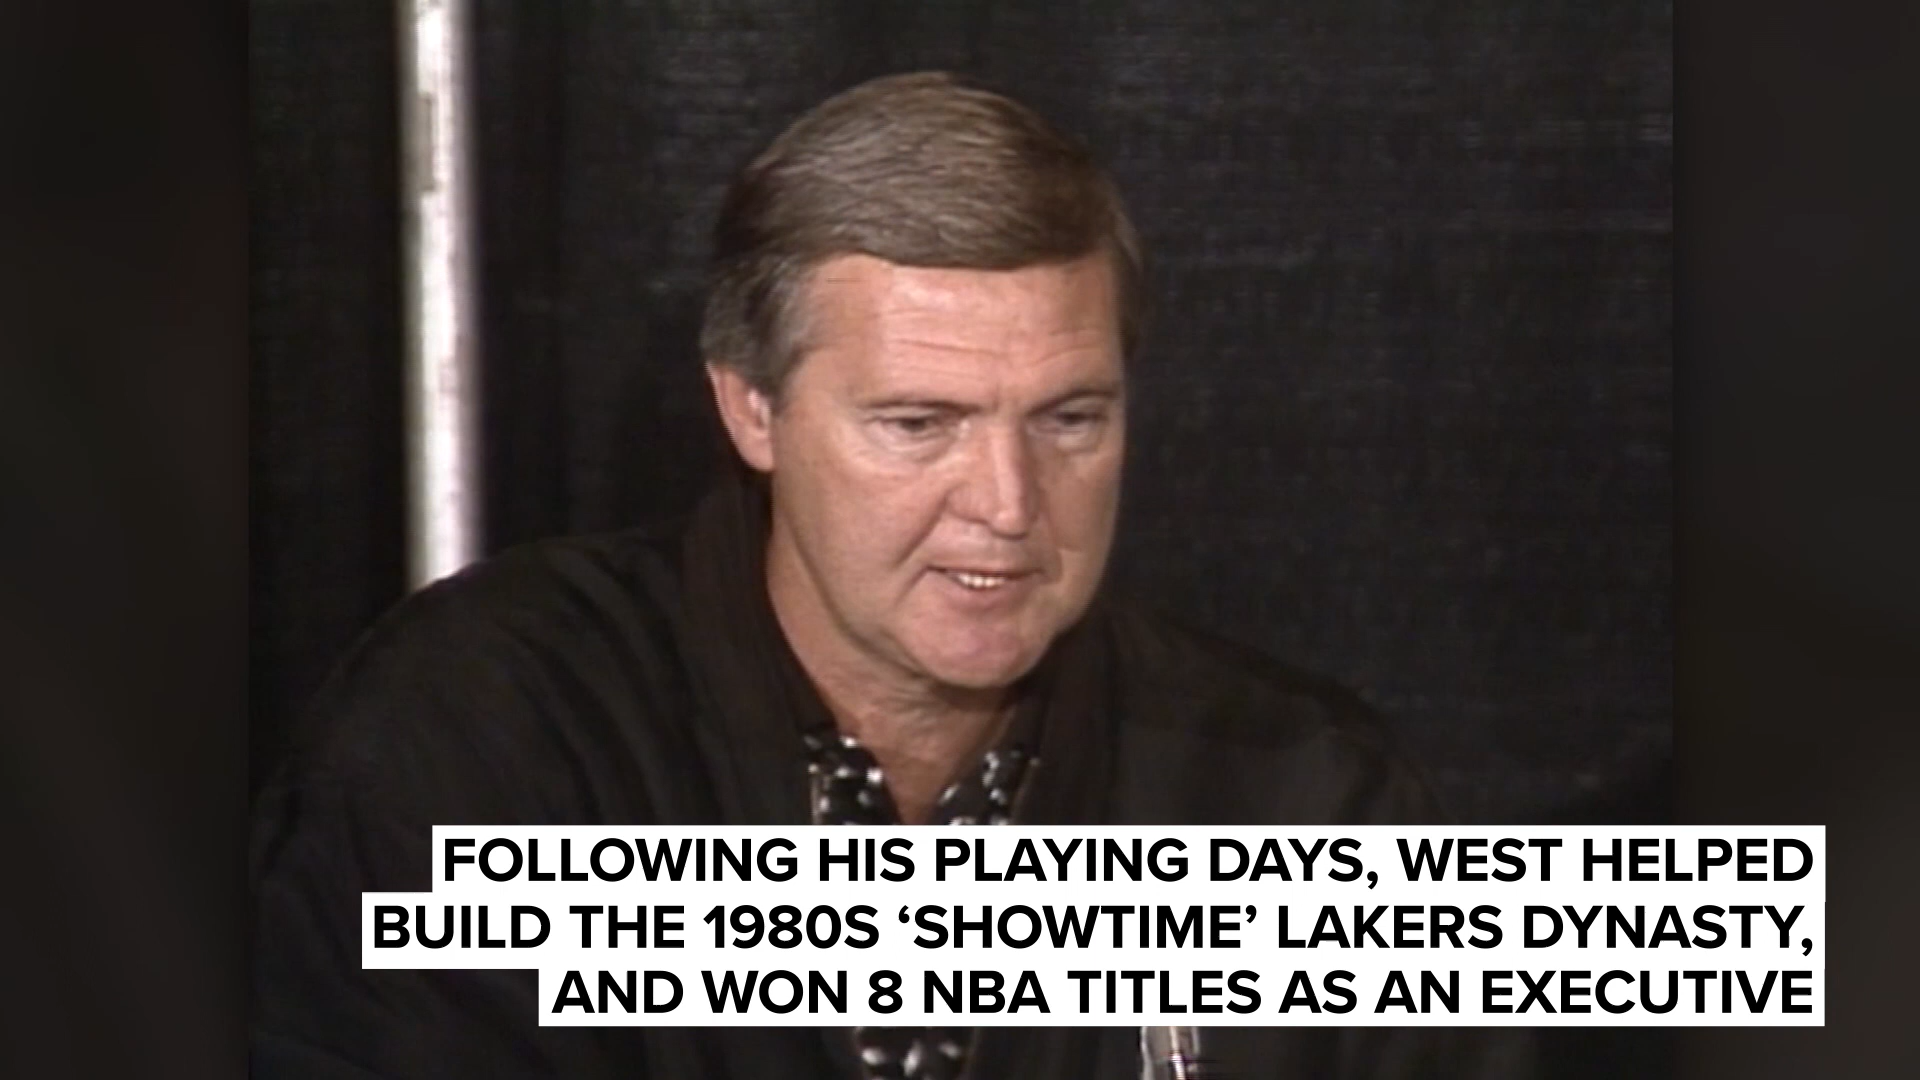 FOLLOWING HIS PLAYING DAYS, WEST HELPED
BUILD THE 1980S ‘SHOWTIME’ LAKERS DYNASTY,
AND WON 8 NBA TITLES AS AN EXECUTIVE